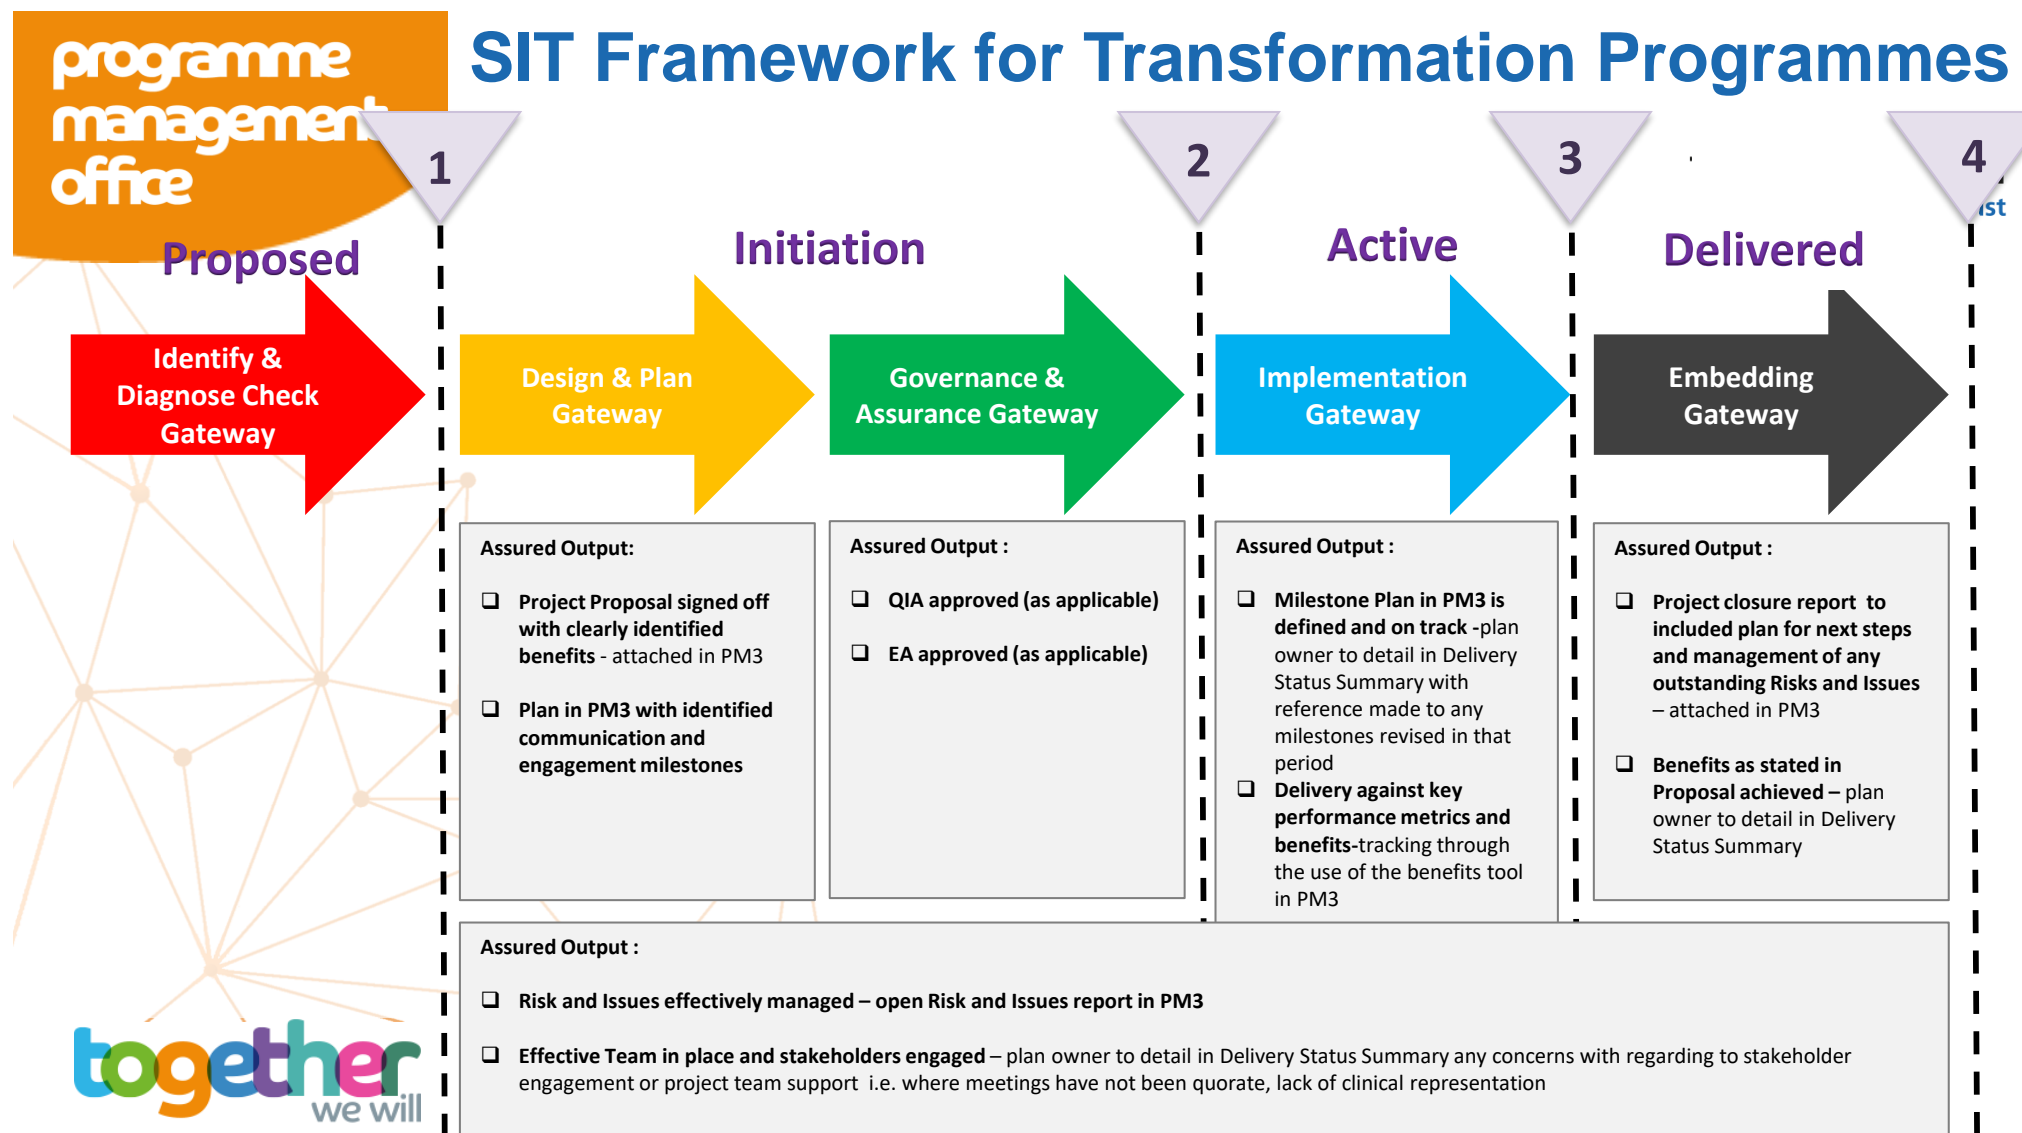 programme
management
office
SIT Framework for Transformation Programmes
1
2
3
4
ist
Proposed
Initiation
Active
Delivered
Identify &
Diagnose Check
Gateway
Design & Plan
Gateway
Governance &
Assurance Gateway
Implementation
Gateway
Embedding
Gateway
Assured Output:
❑ Project Proposal signed off
with clearly identified
benefits - attached in PM3
❑ Plan in PM3 with identified
communication and
engagement milestones
Assured Output :
❑ QIA approved (as applicable)
❑ EA approved (as applicable)
Assured Output :
❑ Milestone Plan in PM3 is
defined and on track -plan
owner to detail in Delivery
Status Summary with
reference made to any
milestones revised in that
period
❑ Delivery against key
performance metrics and
benefits-tracking through
the use of the benefits tool
in PM3
Assured Output :
❑ Project closure report to
included plan for next steps
and management of any
outstanding Risks and Issues
– attached in PM3
❑ Benefits as stated in
Proposal achieved – plan
owner to detail in Delivery
Status Summary
Assured Output :
❑ Risk and Issues effectively managed – open Risk and Issues report in PM3
❑ Effective Team in place and stakeholders engaged – plan owner to detail in Delivery Status Summary any concerns with regarding to stakeholder
engagement or project team support i.e. where meetings have not been quorate, lack of clinical representation
together
we will